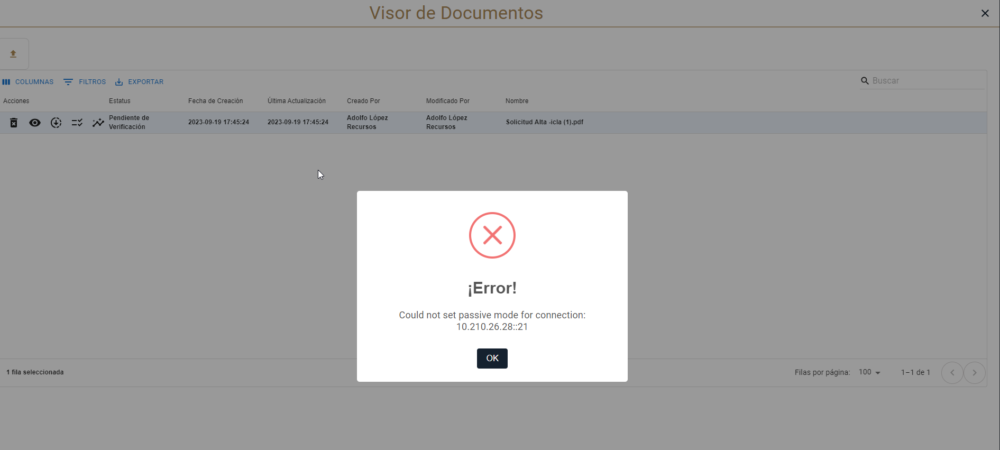 Visor de Documentos
COLUMNAS FILTROS EXPORTAR
Buscar
Acciones Estatus Fecha de Creación Última Actualización Creado Por Modificado Por Nombre
Pendiente de Verificación 2023-09-19 17:45:24 2023-09-19 17:45:24 Adolfo López Recursos Adolfo López Recursos Solicitud Alta -icla (1).pdf
¡Error!
Could not set passive mode for connection:
10.210.26.28::21
OK
1 fila seleccionada
Filas por página: 100 1–1 de 1